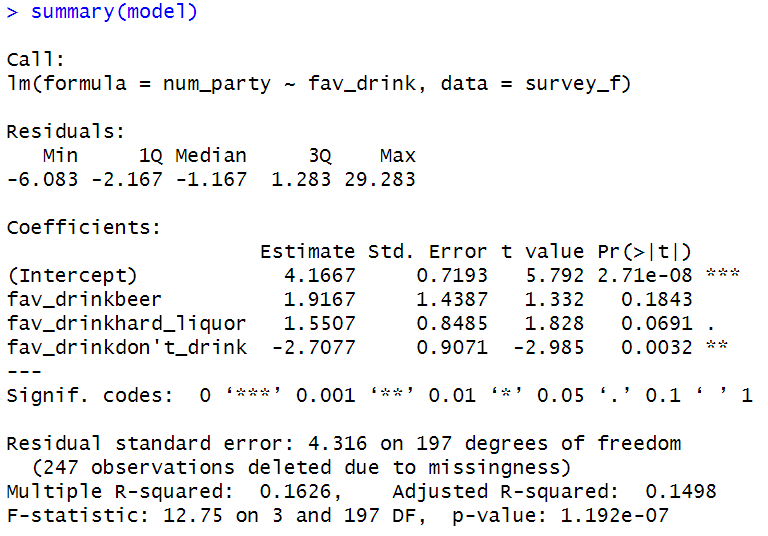 > summary(model)
Call:
lm(formula = num_party ~ fav_drink, data = survey_f)
Residuals:
   Min     1Q Median     3Q    Max
-6.083 -2.167 -1.167  1.283 29.283
Coefficients:
                     Estimate Std. Error t value Pr(>|t|)
(Intercept)            4.1667     0.7193   5.792 2.71e-08 ***
fav_drinkbeer          1.9167     1.4387   1.332   0.1843
fav_drinkhard_liquor   1.5507     0.8485   1.828   0.0691 .
fav_drinkdon't_drink  -2.7077     0.9071  -2.985   0.0032 **
---
Signif. codes:  0 ‘***’ 0.001 ‘**’ 0.01 ‘*’ 0.05 ‘.’ 0.1 ‘ ’ 1
Residual standard error: 4.316 on 197 degrees of freedom
  (247 observations deleted due to missingness)
Multiple R-squared:  0.1626,    Adjusted R-squared:  0.1498
F-statistic: 12.75 on 3 and 197 DF,  p-value: 1.192e-07